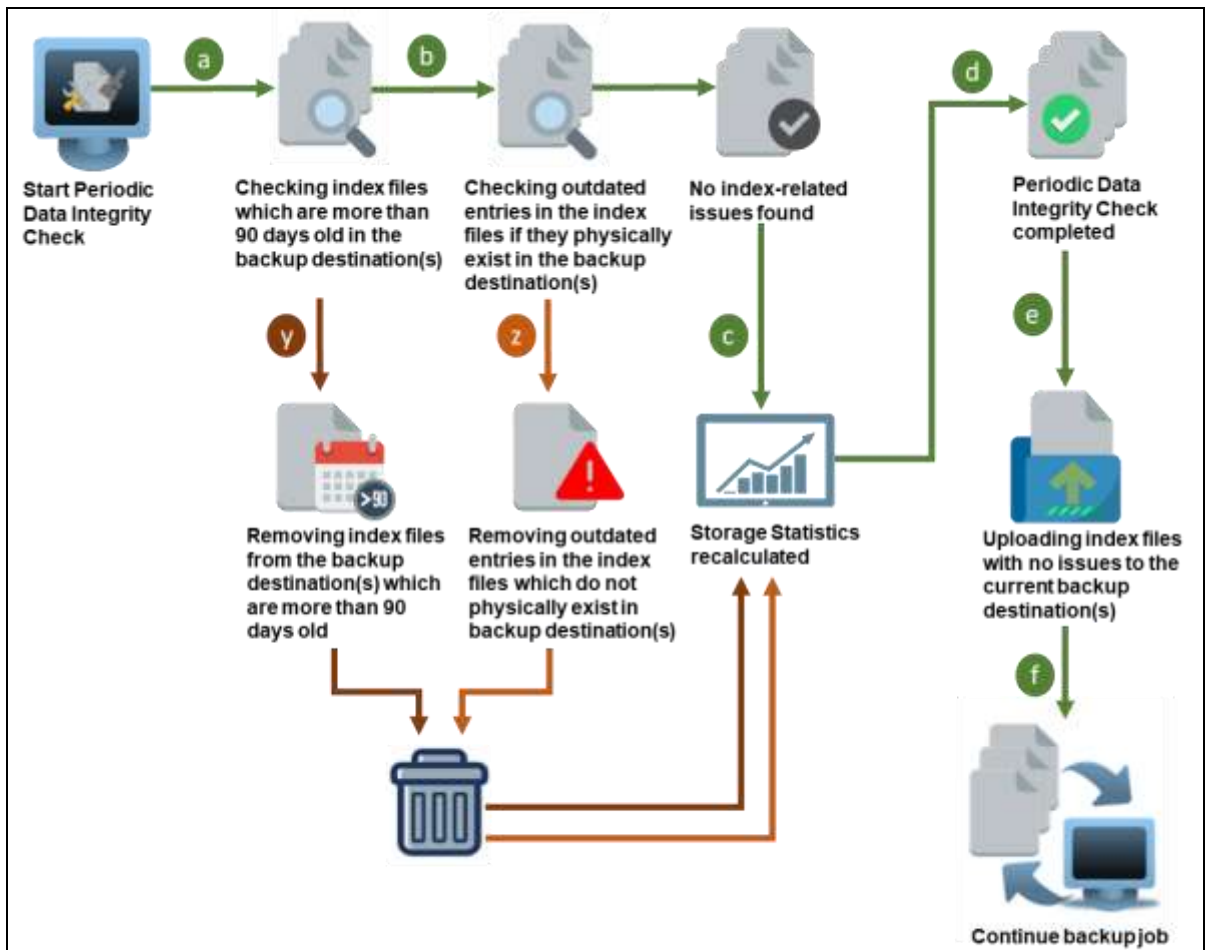 a
b
d
Start Periodic
Data Integrity
Check
Checking index files
which are more than
90 days old in the
backup destination(s)
Checking outdated
entries in the index
files if they physically
exist in the backup
destination(s)
No index-related
issues found
Periodic Data
Integrity Check
completed
y
z
c
e
>90
Removing index files
from the backup
destination(s) which
are more than 90
days old
Removing outdated
entries in the index
files which do not
physically exist in
backup destination(s)
Storage Statistics
recalculated
Uploading index files
with no issues to the
current backup
destination(s)
f
Continue backup job